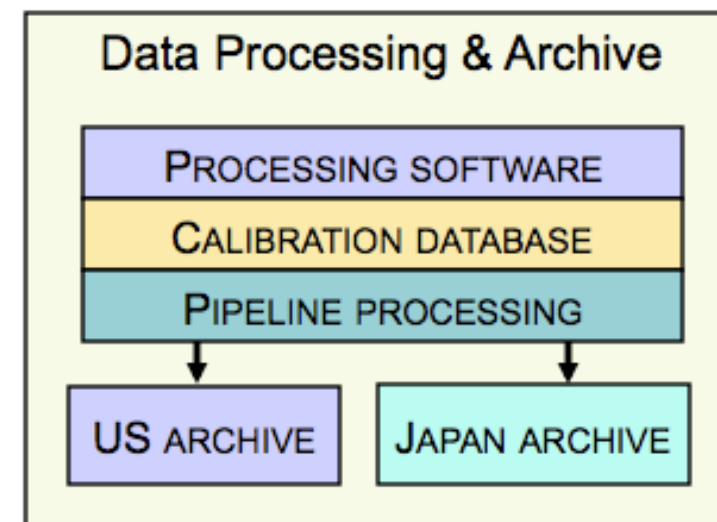 Data Processing & Archive
PROCESSING SOFTWARE
CALIBRATION DATABASE
PIPELINE PROCESSING
US ARCHIVE
JAPAN ARCHIVE